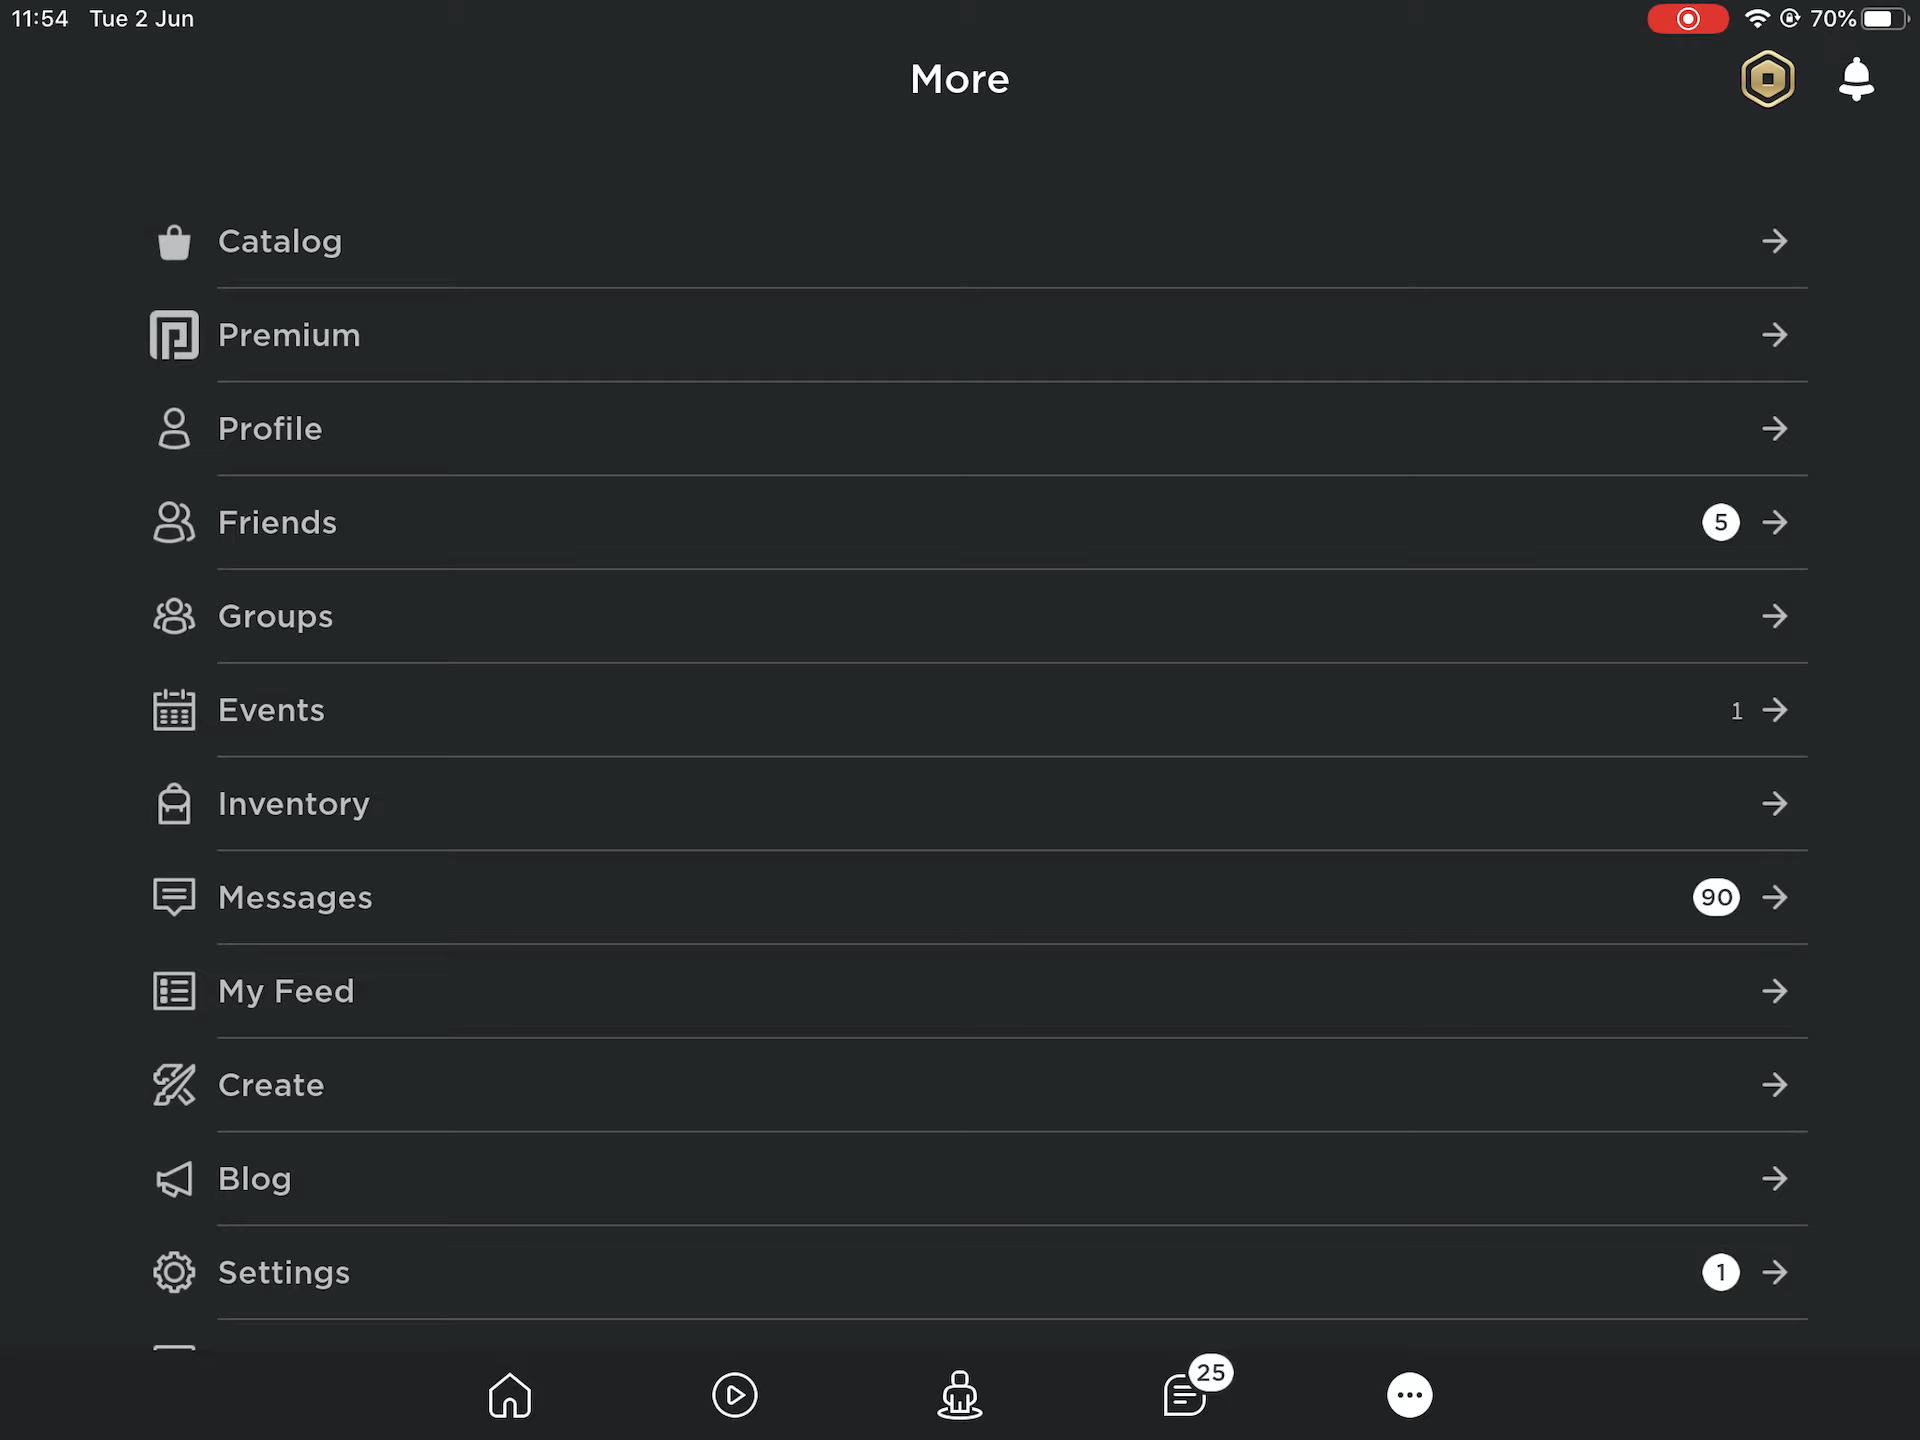 11:54 Tue 2 Jun 70%
More
Catalog
Premium
Profile
Friends 5
Groups
Events 1
Inventory
Messages 90
My Feed
Create
Blog
Settings 1
25